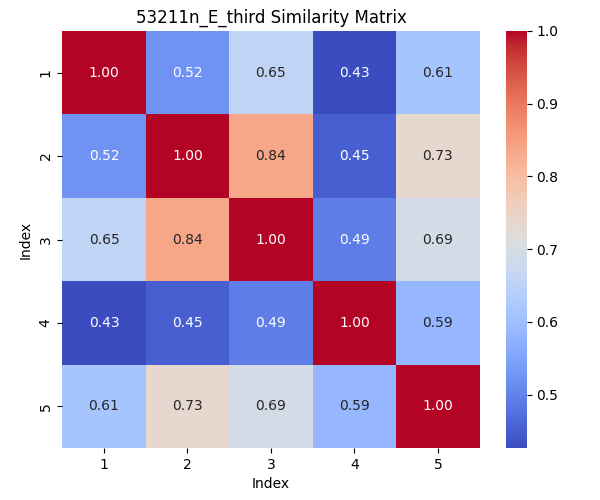 53211n_E_third Similarity Matrix
1.0
1 1.00 0.52 0.65 0.43 0.61
0.9
2 0.52 1.00 0.84 0.45 0.73
0.8
Index 3 0.65 0.84 1.00 0.49 0.69
0.7
4 0.43 0.45 0.49 1.00 0.59
0.6
5 0.61 0.73 0.69 0.59 1.00
0.5
1 2 3 4 5
Index